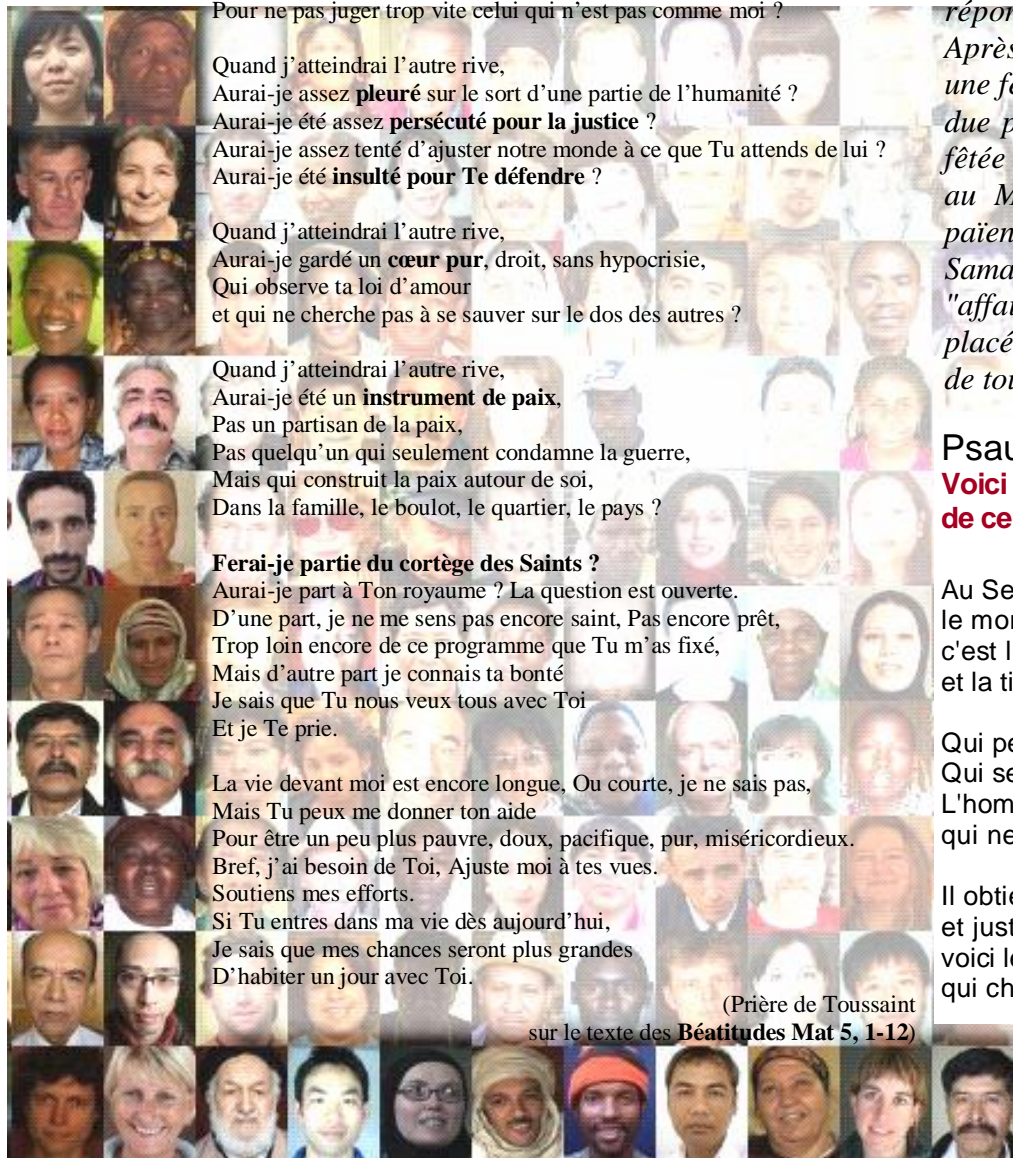 Pour ne pas juger trop vite celui qui n’est pas comme moi ?
Quand j’atteindrai l’autre rive,
Aurai-je assez pleuré sur le sort d’une partie de l’humanité ?
Aurai-je été assez persécuté pour la justice ?
Aurai-je assez tenté d’ajuster notre monde à ce que Tu attends de lui ?
Aurai-je été insulté pour Te défendre ?
Quand j’atteindrai l’autre rive,
Aurai-je gardé un cœur pur, droit, sans hypocrisie,
Qui observe ta loi d’amour
et qui ne cherche pas à se sauver sur le dos des autres ?
Quand j’atteindrai l’autre rive,
Aurai-je été un instrument de paix,
Pas un partisan de la paix,
Pas quelqu’un qui seulement condamne la guerre,
Mais qui construit la paix autour de soi,
Dans la famille, le boulot, le quartier, le pays ?
Ferai-je partie du cortège des Saints ?
Aurai-je part à Ton royaume ? La question est ouverte.
D’une part, je ne me sens pas encore saint, Pas encore prêt,
Trop loin encore de ce programme que Tu m’as fixé,
Mais d’autre part je connais ta bonté
Je sais que Tu nous veux tous avec Toi
Et je Te prie.
La vie devant moi est encore longue, Ou courte, je ne sais pas,
Mais Tu peux me donner ton aide
Pour être un peu plus pauvre, doux, pacifique, pur, miséricordieux.
Bref, j’ai besoin de Toi, Ajuste moi à tes vues.
Soutiens mes efforts.
Si Tu entres dans ma vie dès aujourd’hui,
Je sais que mes chances seront plus grandes
D’habiter un jour avec Toi.
(Prière de Toussaint
sur le texte des Béatitudes Mat 5, 1-12)
Après
une
due
fêtée
au
placé
de
Voici
de ce
Au
le
c'est
et la
Qui
Qui
qui
Il
et
voici
qui